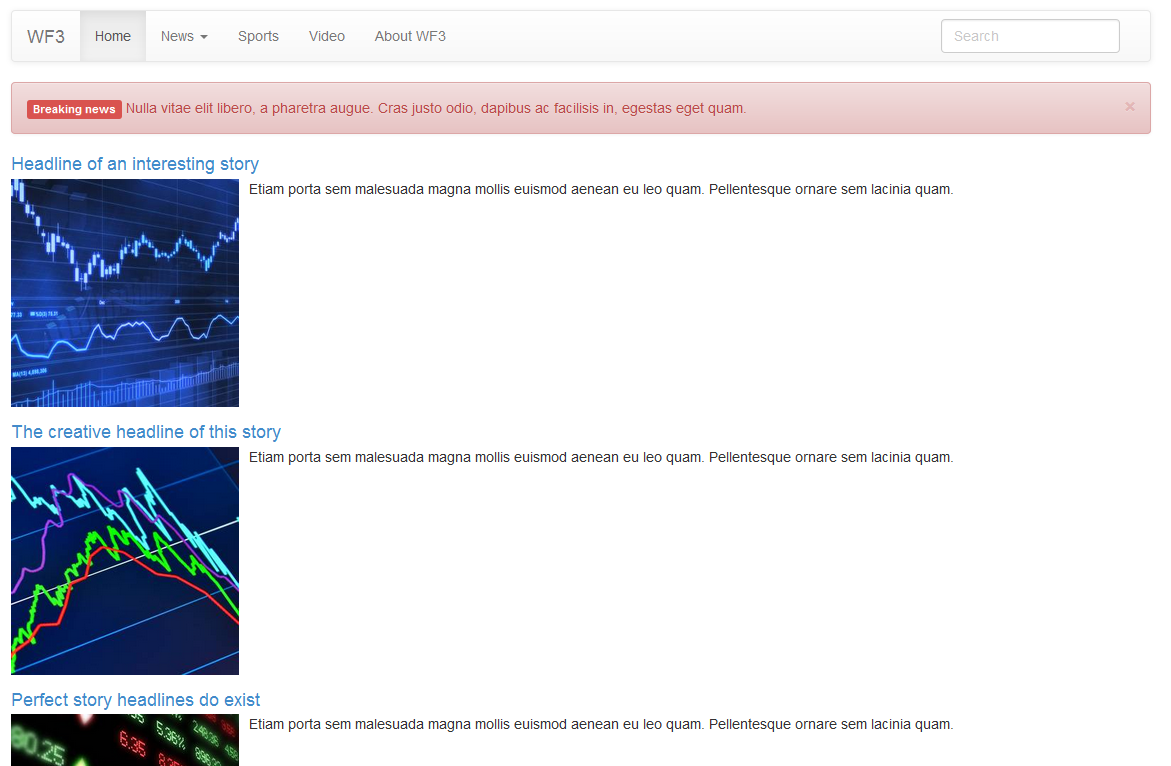 WF3 Home News Sports Video About WF3 Search
Breaking news Nulla vitae elit libero, a pharetra augue. Cras justo odio, dapibus ac facilisis in, egestas eget quam. ×
Headline of an interesting story
Etiam porta sem malesuada magna mollis euismod aenean eu leo quam. Pellentesque ornare sem lacinia quam.
The creative headline of this story
Etiam porta sem malesuada magna mollis euismod aenean eu leo quam. Pellentesque ornare sem lacinia quam.
Perfect story headlines do exist
Etiam porta sem malesuada magna mollis euismod aenean eu leo quam. Pellentesque ornare sem lacinia quam.
5.36%
6.35